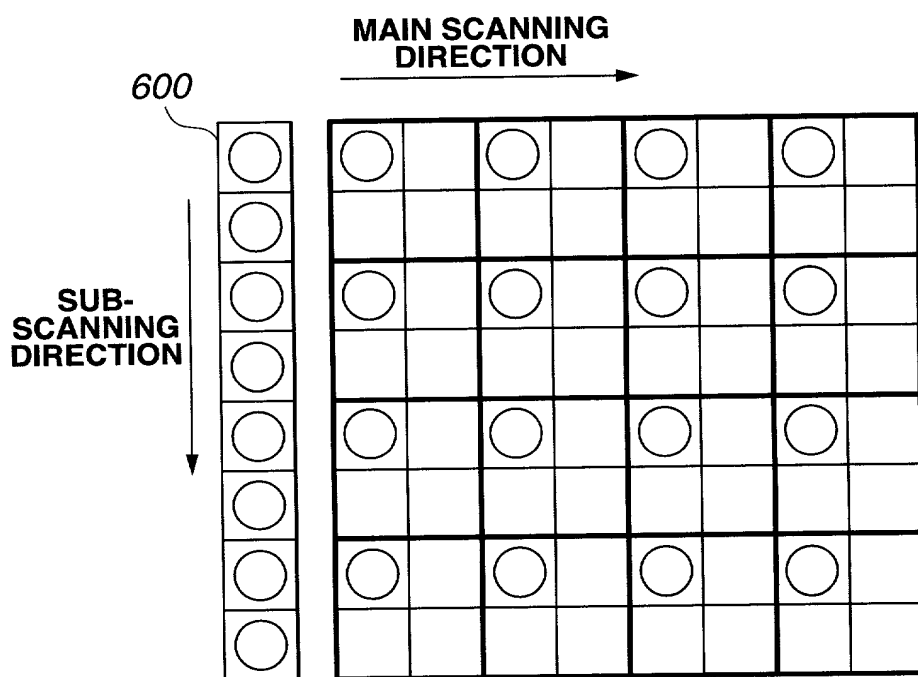 MAIN SCANNING
DIRECTION
600
SUB-
SCANNING
DIRECTION